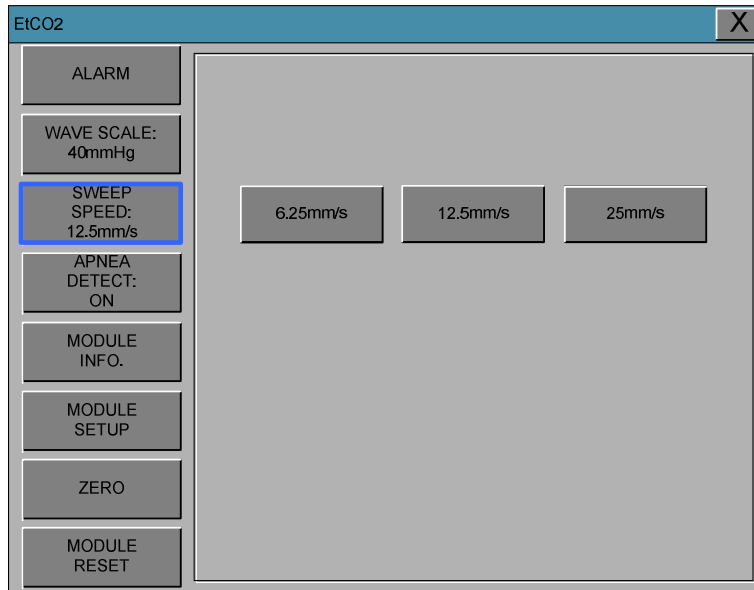 EtCO2
X
ALARM
WAVE SCALE:
40mmHg
SWEEP
SPEED:
12.5mm/s
6.25mm/s
12.5mm/s
25mm/s
APNEA
DETECT:
ON
MODULE
INFO.
MODULE
SETUP
ZERO
MODULE
RESET